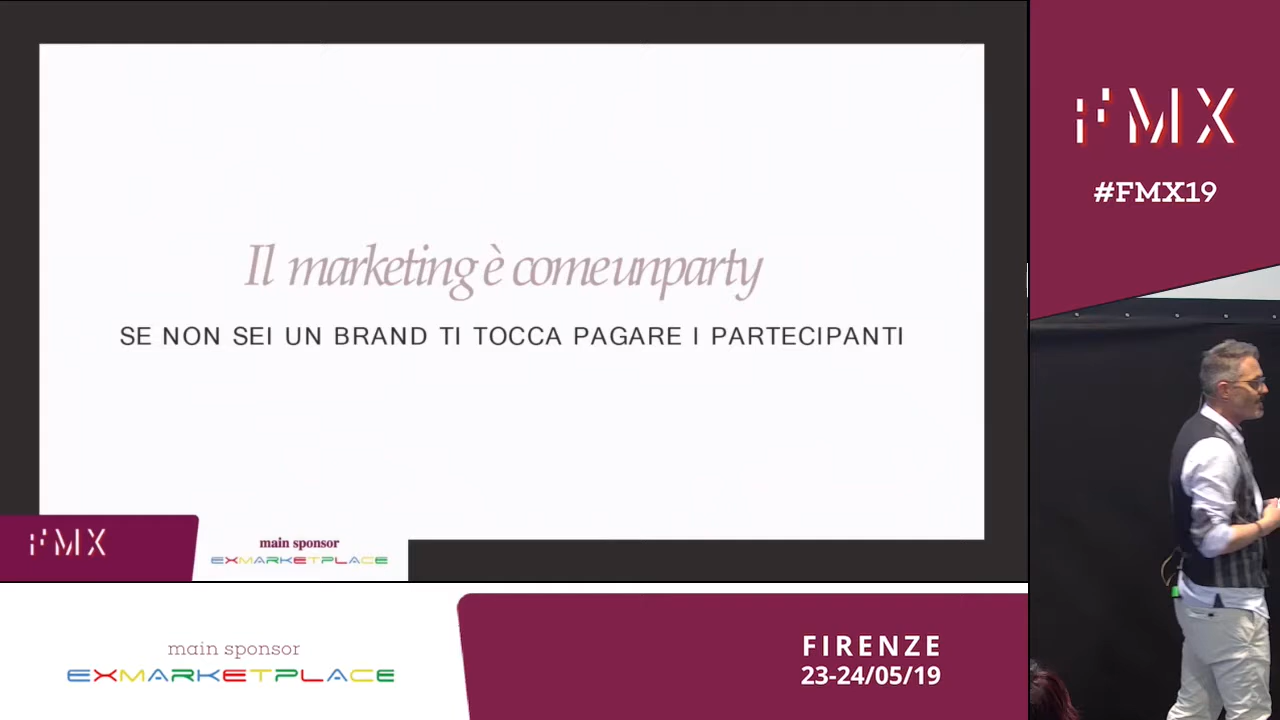 Il marketing è come un party
SE NON SEI UN BRAND TI TOCCA PAGARE I PARTECIPANTI
FMX
main sponsor
EXMARKETPLACE
main sponsor
EXMARKETPLACE
FIRENZE
23-24/05/19
FMX
#FMX19